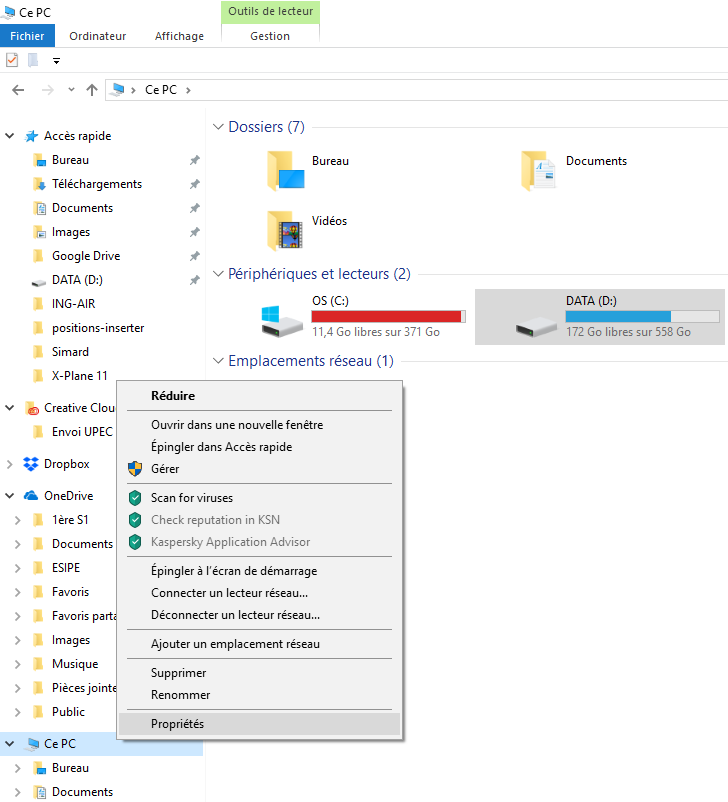 Ce PC
Outils de lecteur
Fichier
Ordinateur
Affichage
Gestion
Ce PC
Accès rapide
Bureau
Téléchargements
Documents
Images
Google Drive
DATA (D:)
ING-AIR
positions-inserter
Simard
X-Plane 11
Creative Clou
Envoi UPEC
Dropbox
OneDrive
1ère S1
Documents
ESIPE
Favoris
Favoris parta
Images
Musique
Pièces jointe
Public
Ce PC
Bureau
Documents
Dossiers (7)
Bureau
Documents
Vidéos
Périphériques et lecteurs (2)
OS (C:)
11,4 Go libres sur 371 Go
DATA (D:)
172 Go libres sur 558 Go
Emplacements réseau (1)
Réduire
Ouvrir dans une nouvelle fenêtre
Épingler dans Accès rapide
Gérer
Scan for viruses
Check reputation in KSN
Kaspersky Application Advisor
Épingler à l'écran de démarrage
Connecter un lecteur réseau...
Déconnecter un lecteur réseau...
Ajouter un emplacement réseau
Supprimer
Renommer
Propriétés